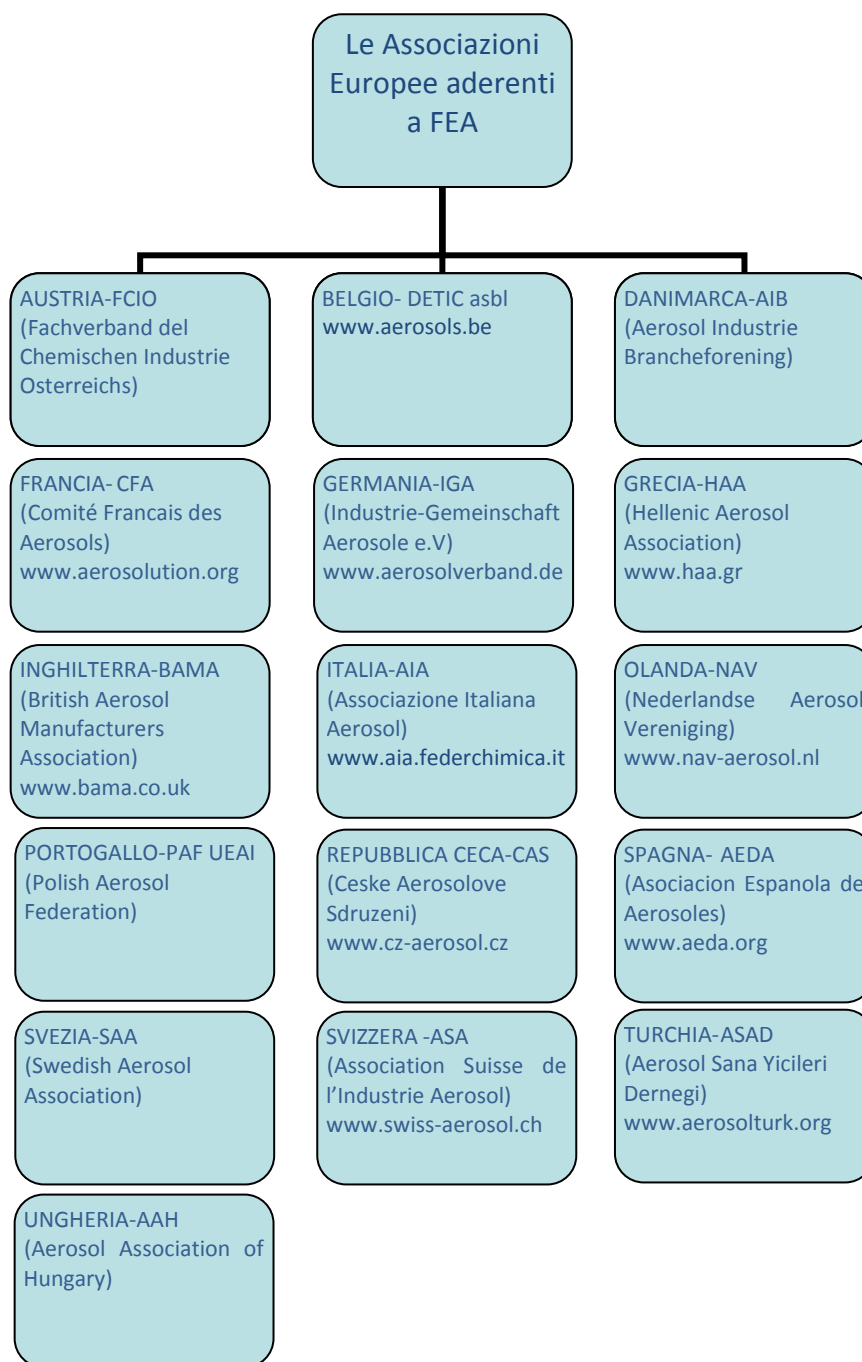 Le Associazioni
Europee aderenti
a FEA
AUSTRIA-FCIO
(Fachverband del
Chemischen Industrie
Osterreichs)
BELGIO- DETIC asbl
www.aerosols.be
DANIMARCA-AIB
(Aerosol Industrie
Brancheforening)
FRANCIA- CFA
(Comité Francais des
Aerosols)
www.aerosolution.org
GERMANIA-IGA
(Industrie-Gemeinschaft
Aerosole e.V)
www.aerosolverband.de
GRECIA-HAA
(Hellenic Aerosol
Association)
www.haa.gr
INGHILTERRA-BAMA
(British Aerosol
Manufacturers
Association)
www.bama.co.uk
ITALIA-AIA
(Associazione Italiana
Aerosol)
www.aia.federchimica.it
OLANDA-NAV
(Nederlandse Aerosol
Vereniging)
www.nav-aerosol.nl
PORTOGALLO-PAF UEAI
(Polish Aerosol
Federation)
REPUBBLICA CECA-CAS
(Ceske Aerosolove
Sdruzeni)
www.cz-aerosol.cz
SPAGNA- AEDA
(Asociacion Espanola de
Aerosoles)
www.aeda.org
SVEZIA-SAA
(Swedish Aerosol
Association)
SVIZZERA -ASA
(Association Suisse de
l’Industrie Aerosol)
www.swiss-aerosol.ch
TURCHIA-ASAD
(Aerosol Sana Yicileri
Dernegi)
www.aerosolturk.org
UNGHERIA-AAH
(Aerosol Association of
Hungary)